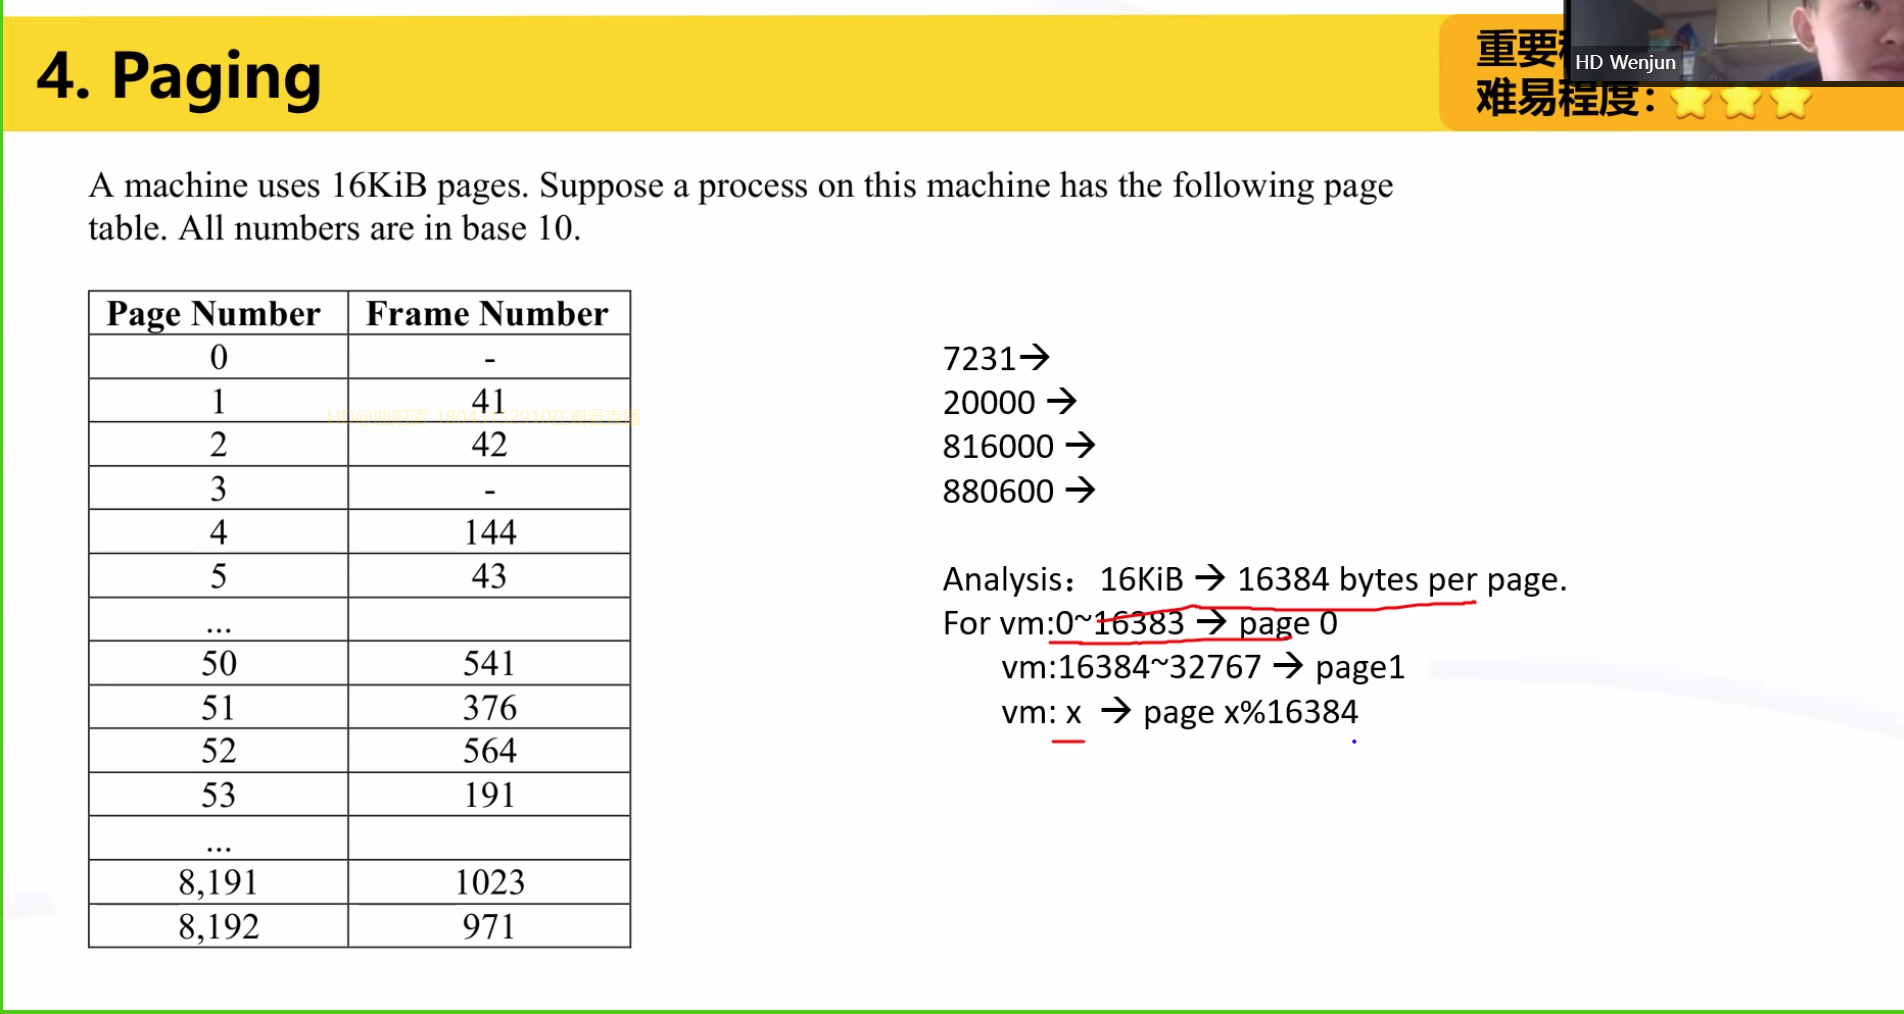 4. Paging
重要
难易程度：
HD Wenjun
A machine uses 16KiB pages. Suppose a process on this machine has the following page
table. All numbers are in base 10.
Page Number Frame Number
0 -
1 41
2 42
3 -
4 144
5 43
...
50 541
51 376
52 564
53 191
...
8,191 1023
8,192 971
7231→
20000 →
816000 →
880600 →
Analysis：16KiB → 16384 bytes per page.
For vm:0~16383 → page 0
vm:16384~32767 → page1
vm: x → page x%16384